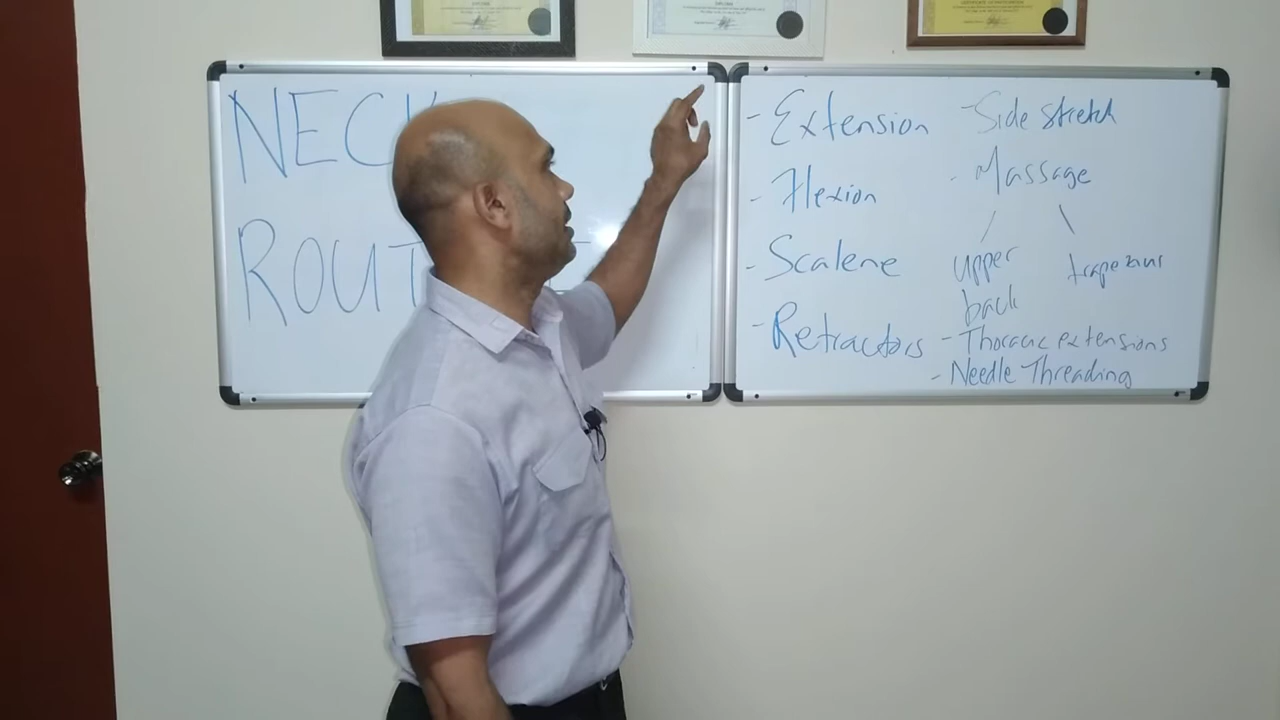 NECK
ROUT
- Extension
- Flexion
- Scalene
- Retractors
- Side stretch
- Massage
upper back
trapezius
- Thoracic extensions
- Needle Threading